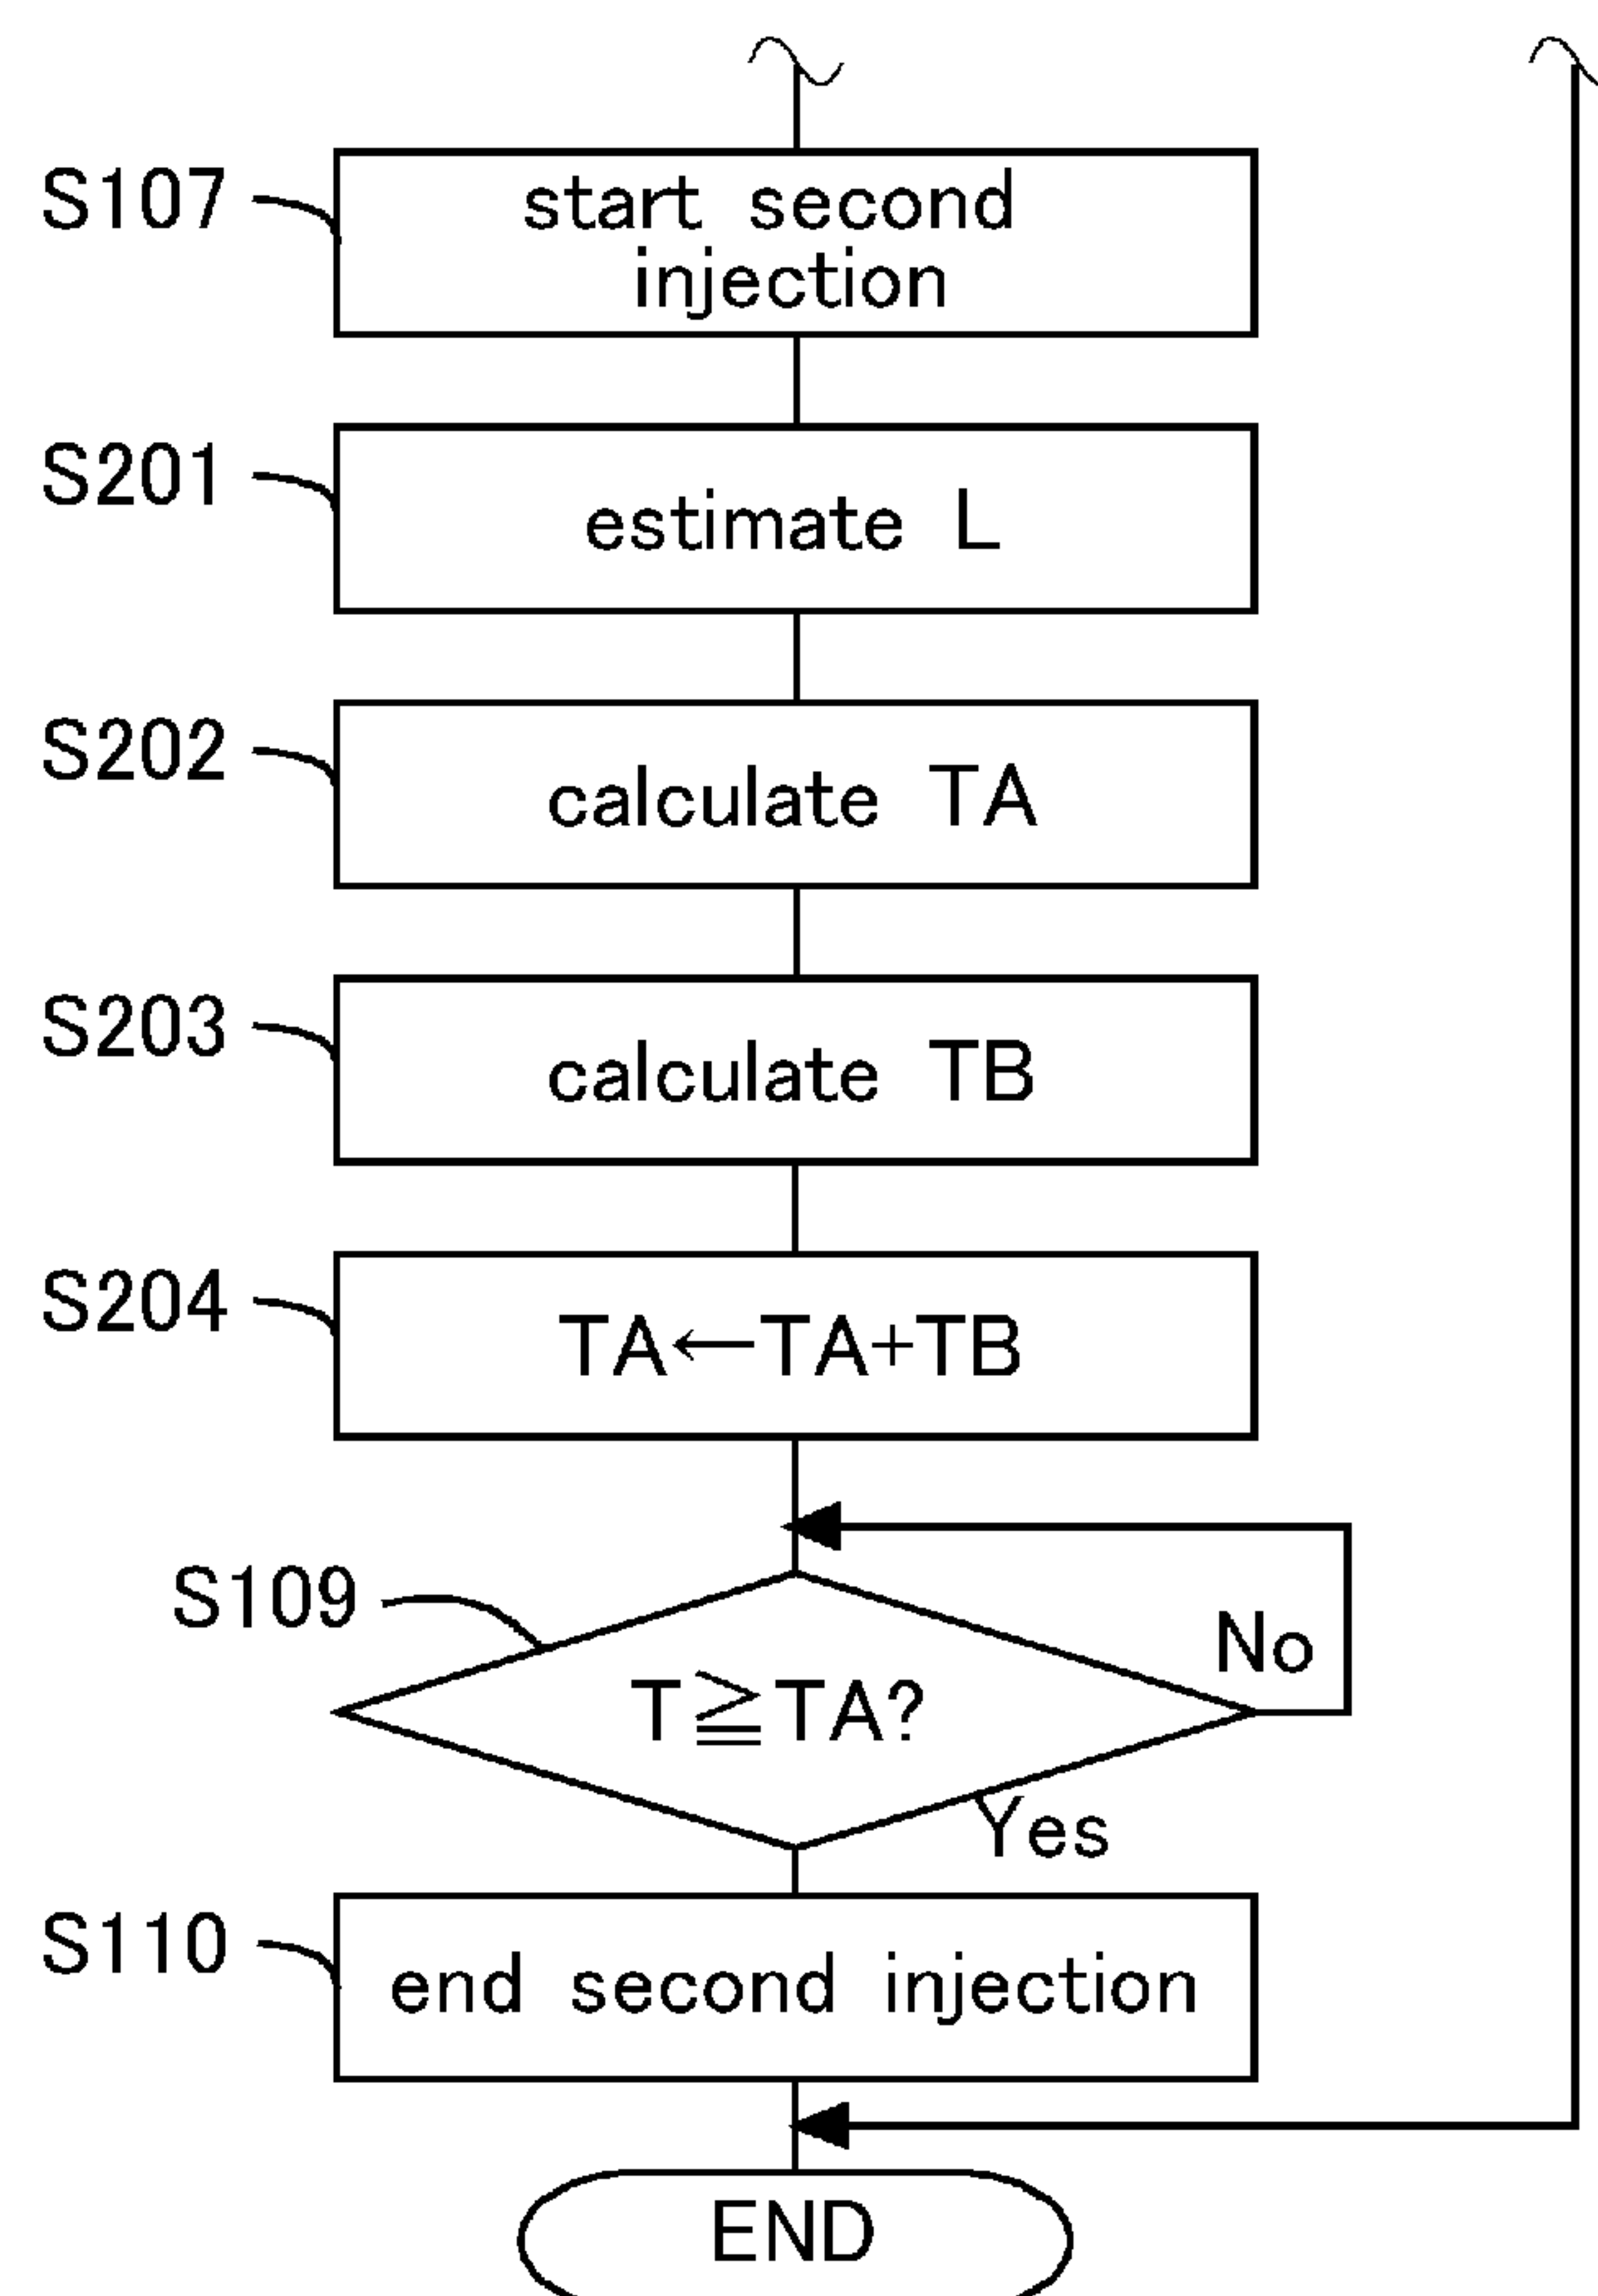 S107
start second
injection
S201
estimate L
S202
calculate TA
S203
calculate TB
S204
TA←TA+TB
S109
No
T≧TA?
Yes
S110
end second injection
END